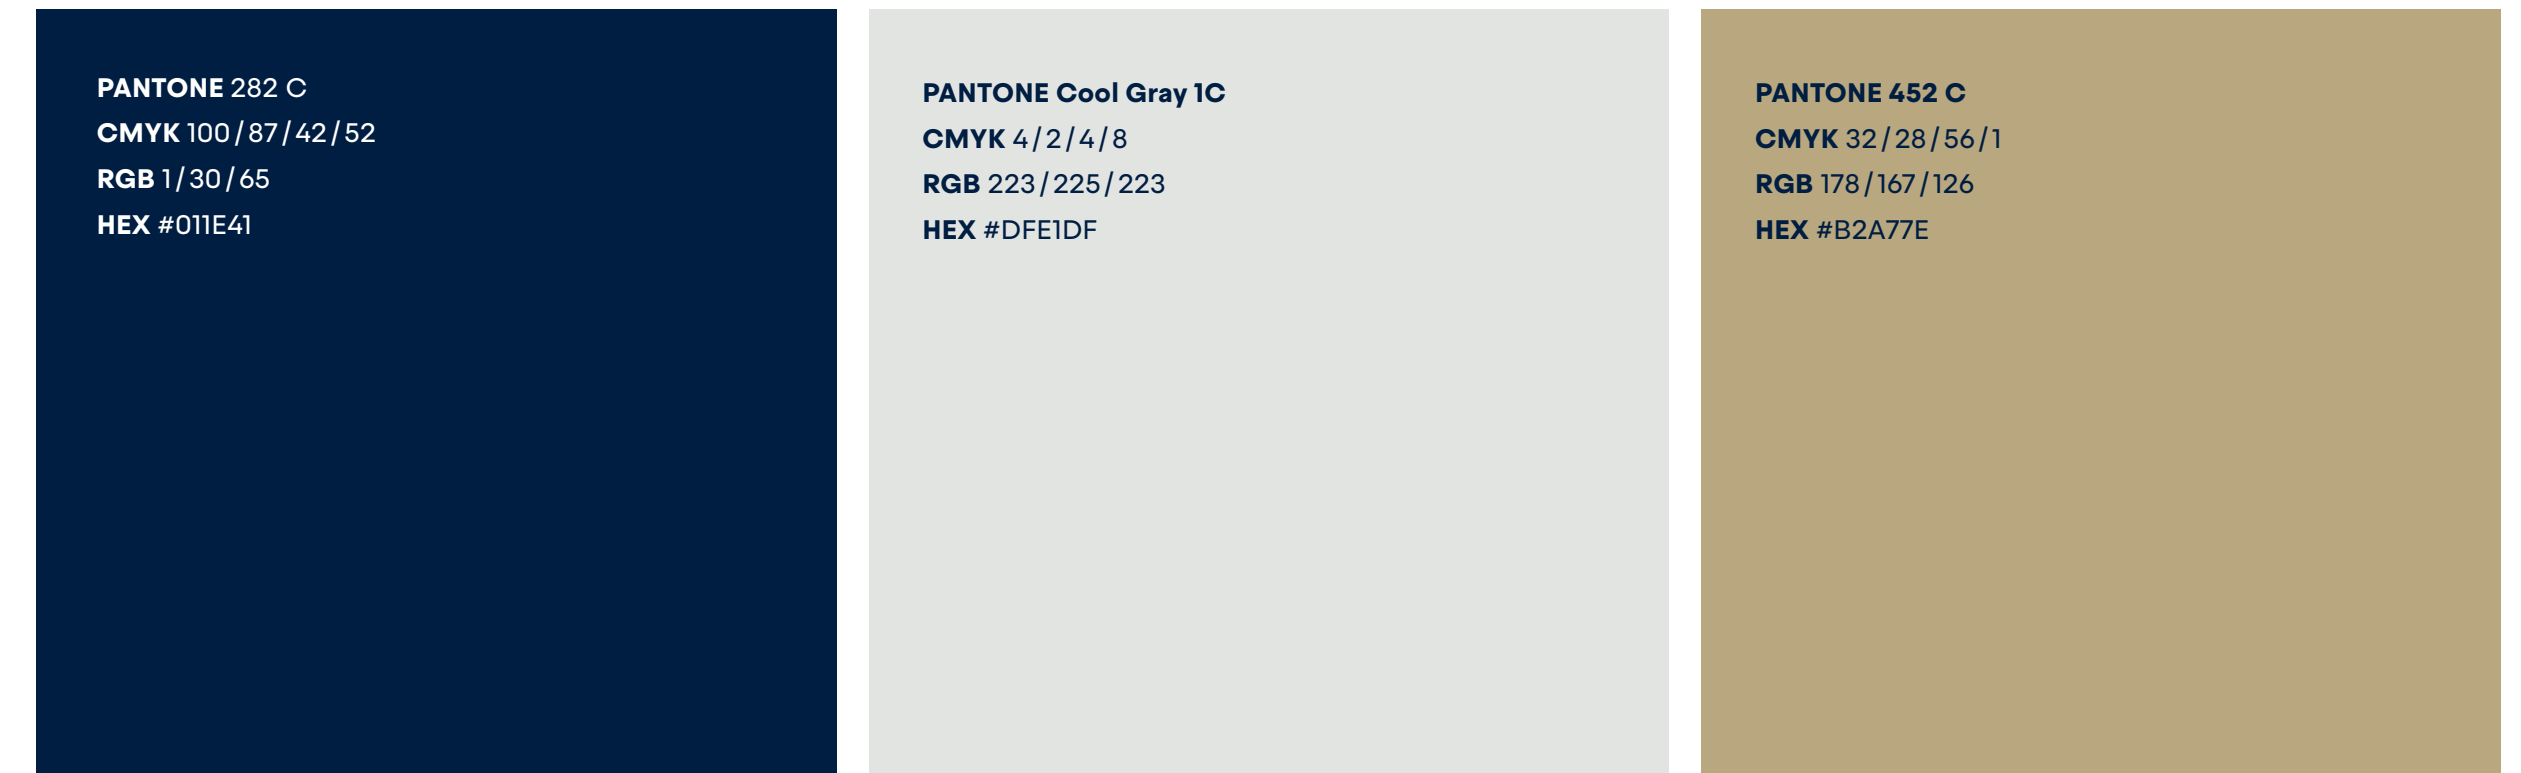 PANTONE 282 C
CMYK 100/87/42/52
RGB 1/30/65
HEX #011E41
PANTONE Cool Gray 1C
CMYK 4/2/4/8
RGB 223/225/223
HEX #DFE1DF
PANTONE 452 C
CMYK 32/28/56/1
RGB 178/167/126
HEX #B2A77E